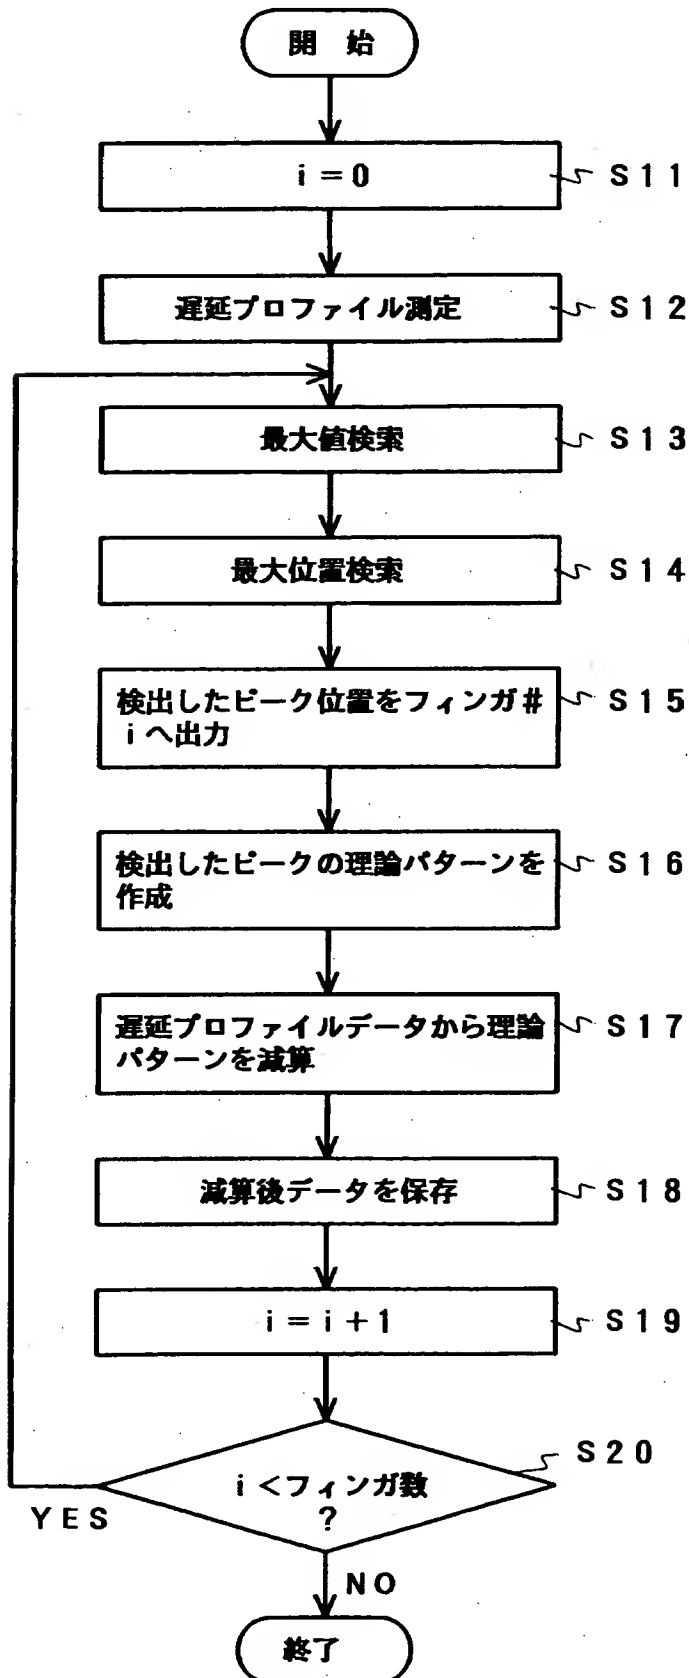 開 始
i = 0
S11
遅延プロファイル測定
S12
最大値検索
S13
最大位置検索
S14
検出したピーク位置をフィンガ#
iへ出力
S15
検出したピークの理論パターンを
作成
S16
遅延プロファイルデータから理論
パターンを減算
S17
減算後データを保存
S18
i = i + 1
S19
S20
i <フィンガ数
?
YES
NO
終了